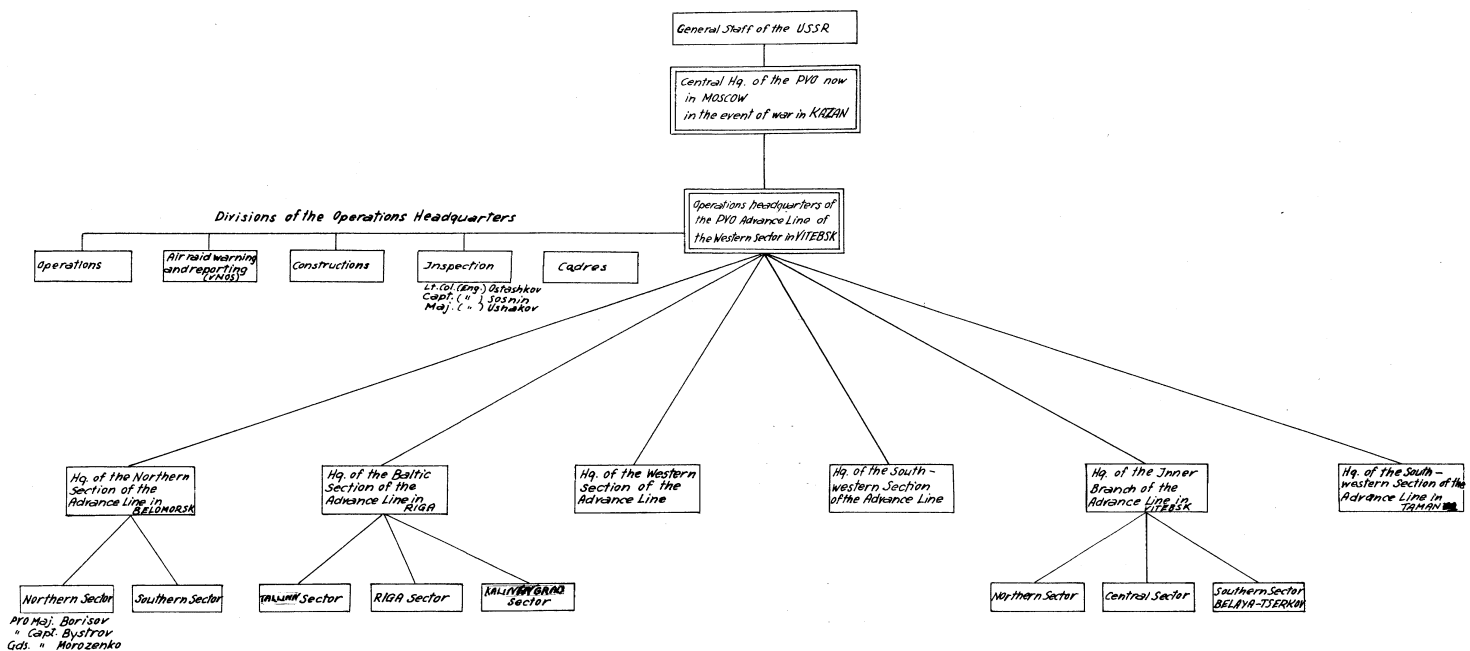 General Staff of the USSR
Central Hq. of the PVO now
in MOSCOW
in the event of war in KAZAN
Operations headquarters of
the PVO Advance Line of
the Western Sector in VITEBSK
Divisions of the Operations Headquarters
Operations
Air raid warning
and reporting
(VNOS)
Constructions
Inspection
Cadres
Lt. Col. (Eng.) Ostashkov
Capt. ( " ) Sosnin
Maj. ( " ) Ushakov
Hq. of the Northern
Section of the
Advance Line in
BELOMORSK
Hq. of the Baltic
Section of the
Advance Line in
RIGA
Hq. of the Western
Section of the
Advance Line
Hq. of the South-
western Section
of the Advance Line
Hq. of the Inner
Branch of the
Advance Line in
VITEBSK
Hq. of the South-
western Section of the
Advance Line in
TAMAN
Northern Sector
Southern Sector
TALLINN Sector
RIGA Sector
KALININGRAD
Sector
Northern Sector
Central Sector
Southern Sector
BELAYA-TSERKOV
PVO Maj. Borisov
" Capt. Bystrov
Gds. " Morozenko